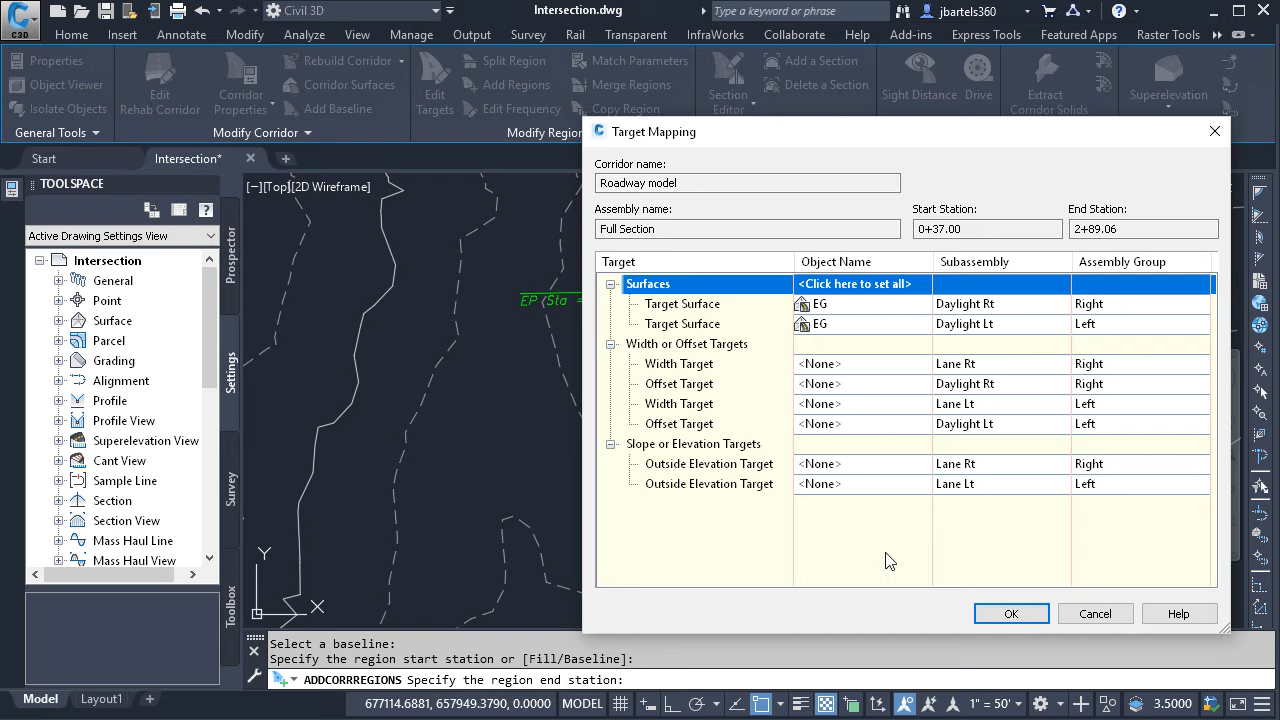 Civil 3D
Intersection.dwg
Type a keyword or phrase
jbartels360
C3D
Home Insert Annotate Modify Analyze View Manage Output Survey Rail Transparent InfraWorks Collaborate Help Add-ins Express Tools Featured Apps Raster Tools
Properties
Object Viewer
Isolate Objects
Edit
Rehab Corridor
Corridor
Properties
Rebuild Corridor
Corridor Surfaces
Add Baseline
Edit
Targets
Split Region
Add Regions
Edit Frequency
Match Parameters
Merge Regions
Copy Region
Section
Editor
Add a Section
Delete a Section
Sight Distance
Drive
Extract
Corridor Solids
Superelevation
General Tools
Modify Corridor
Modify Regio
Start
Intersection*
TOOLSPACE
Active Drawing Settings View
Intersection
General
Point
Surface
Parcel
Grading
Alignment
Profile
Profile View
Superelevation View
Cant View
Sample Line
Section
Section View
Mass Haul Line
Mass Haul View
Prospector
Settings
Survey
Toolbox
[−][Top][2D Wireframe]
EP (Sta =
Y
X
Target Mapping
Corridor name:
Roadway model
Assembly name: Start Station: End Station:
Full Section 0+37.00 2+89.06
Target Object Name Subassembly Assembly Group
Surfaces <Click here to set all>
Target Surface EG Daylight Rt Right
Target Surface EG Daylight Lt Left
Width or Offset Targets
Width Target <None> Lane Rt Right
Offset Target <None> Daylight Rt Right
Width Target <None> Lane Lt Left
Offset Target <None> Daylight Lt Left
Slope or Elevation Targets
Outside Elevation Target <None> Lane Rt Right
Outside Elevation Target <None> Lane Lt Left
OK Cancel Help
Select a baseline:
Specify the region start station or [Fill/Baseline]:
ADDCORRREGIONS Specify the region end station:
Model Layout1
677114.6881, 657949.3790, 0.0000 MODEL 1" = 50' 3.5000